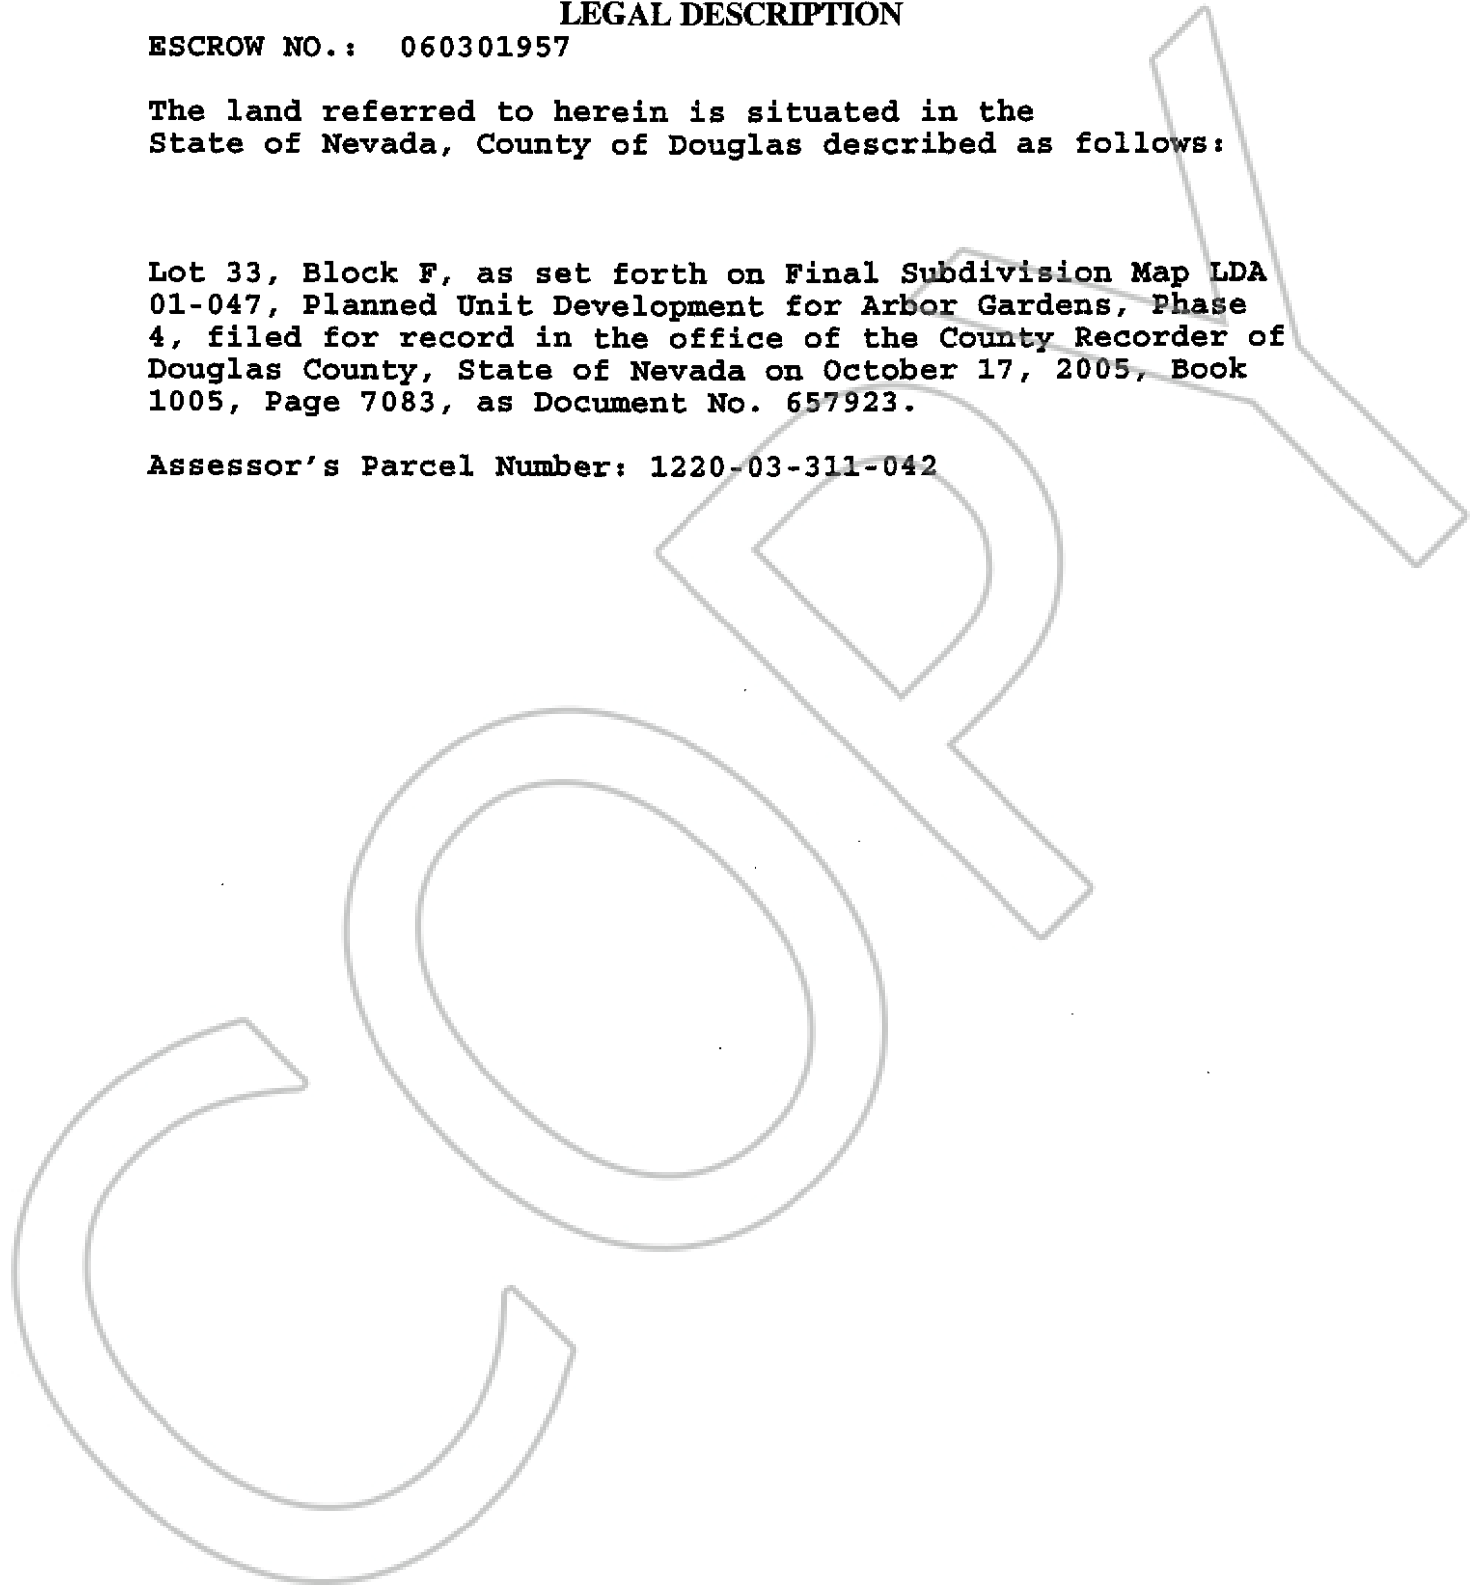 LEGAL DESCRIPTION
ESCROW NO.: 060301957
The land referred to herein is situated in the
State of Nevada, County of Douglas described as follows:
Lot 33, Block F, as set forth on Final Subdivision Map LDA
01-047, Planned Unit Development for Arbor Gardens, Phase
4, filed for record in the office of the County Recorder of
Douglas County, State of Nevada on October 17, 2005, Book
1005, Page 7083, as Document No. 657923.
Assessor's Parcel Number: 1220-03-311-042
COPY